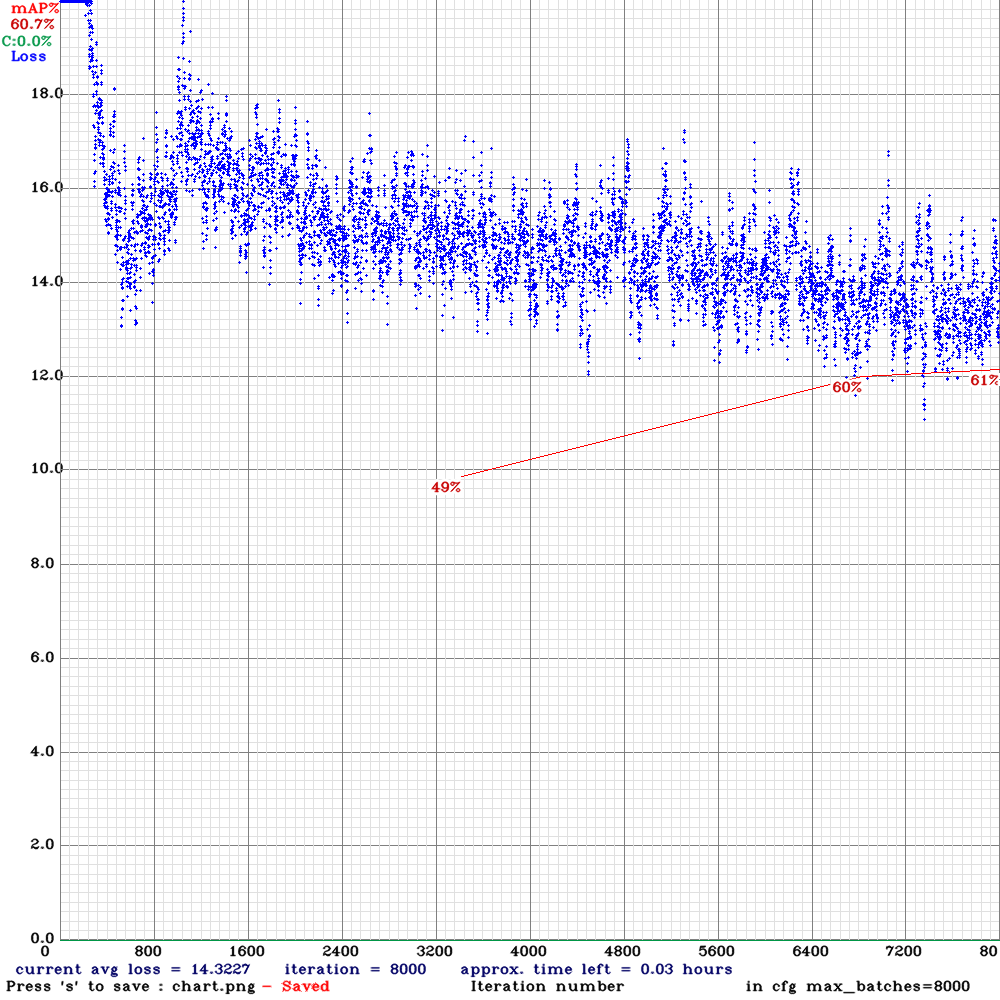 mAP%
60.7%
C:0.0%
Loss
18.0
16.0
14.0
12.0
60%
61%
10.0
49%
8.0
6.0
4.0
2.0
0.0
0 800 1600 2400 3200 4000 4800 5600 6400 7200 80
current avg loss = 14.3227 iteration = 8000 approx. time left = 0.03 hours
Press 's' to save : chart.png - Saved Iteration number in cfg max_batches=8000